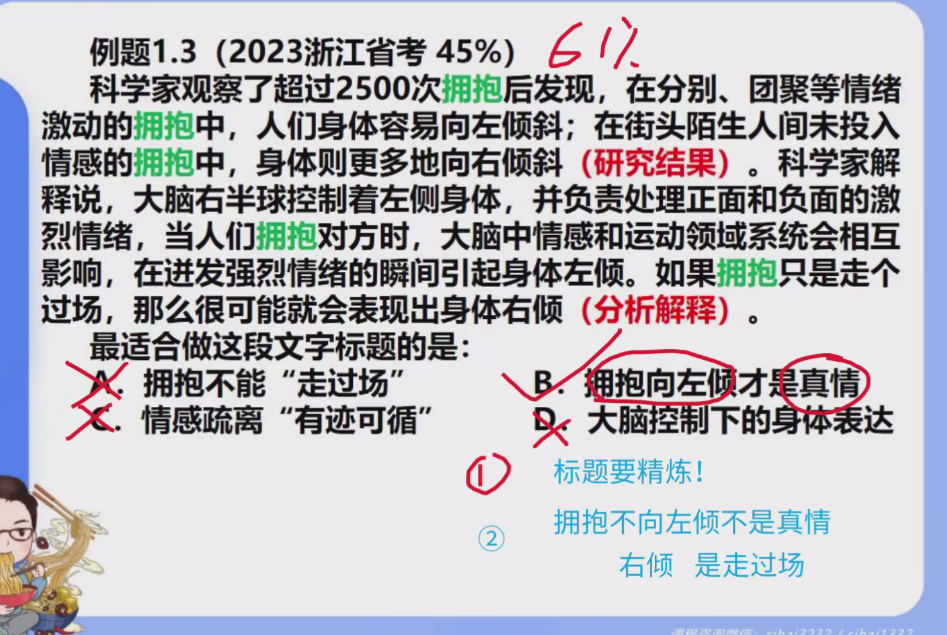 例题1.3（2023浙江省考 45%） 61%
科学家观察了超过2500次拥抱后发现，在分别、团聚等情绪
激动的拥抱中，人们身体容易向左倾斜；在街头陌生人间未投入
情感的拥抱中，身体则更多地向右倾斜（研究结果）。科学家解
释说，大脑右半球控制着左侧身体，并负责处理正面和负面的激
烈情绪，当人们拥抱对方时，大脑中情感和运动领域系统会相互
影响，在迸发强烈情绪的瞬间引起身体左倾。如果拥抱只是走个
过场，那么很可能就会表现出身体右倾（分析解释）。
最适合做这段文字标题的是：
A．拥抱不能“走过场” B．拥抱向左倾才是真情
C．情感疏离“有迹可循” D．大脑控制下的身体表达
① 标题要精炼！
② 拥抱不向左倾不是真情
右倾 是走过场
课程咨询微信：sihai3232 / sihai1332